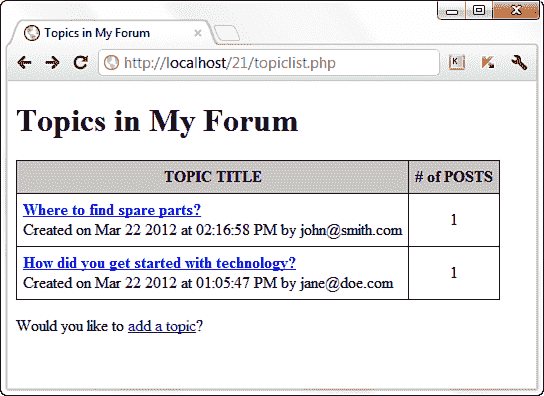 Topics in My Forum
http://localhost/21/topiclist.php
K
Topics in My Forum
TOPIC TITLE
# of POSTS
Where to find spare parts?
Created on Mar 22 2012 at 02:16:58 PM by john@smith.com
1
How did you get started with technology?
Created on Mar 22 2012 at 01:05:47 PM by jane@doe.com
1
Would you like to add a topic?